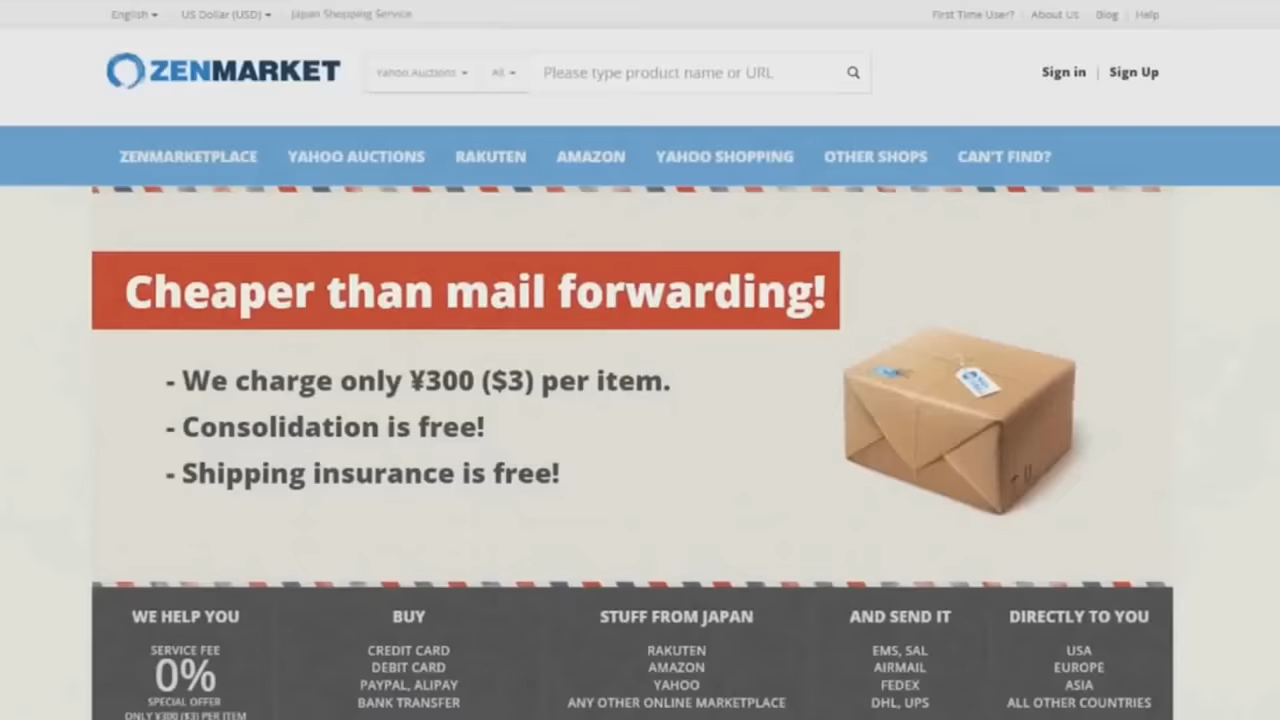 English US Dollar (USD) Japan Shopping Service First Time User? About Us Blog Help
ZENMARKET Yahoo Auctions All Please type product name or URL Sign in Sign Up
ZENMARKETPLACE YAHOO AUCTIONS RAKUTEN AMAZON YAHOO SHOPPING OTHER SHOPS CAN'T FIND?
Cheaper than mail forwarding!
- We charge only ¥300 ($3) per item.
- Consolidation is free!
- Shipping insurance is free!
WE HELP YOU
SERVICE FEE
0%
SPECIAL OFFER
ONLY ¥300 ($3) PER ITEM
BUY
CREDIT CARD
DEBIT CARD
PAYPAL, ALIPAY
BANK TRANSFER
STUFF FROM JAPAN
RAKUTEN
AMAZON
YAHOO
ANY OTHER ONLINE MARKETPLACE
AND SEND IT
EMS, SAL
AIRMAIL
FEDEX
DHL, UPS
DIRECTLY TO YOU
USA
EUROPE
ASIA
ALL OTHER COUNTRIES